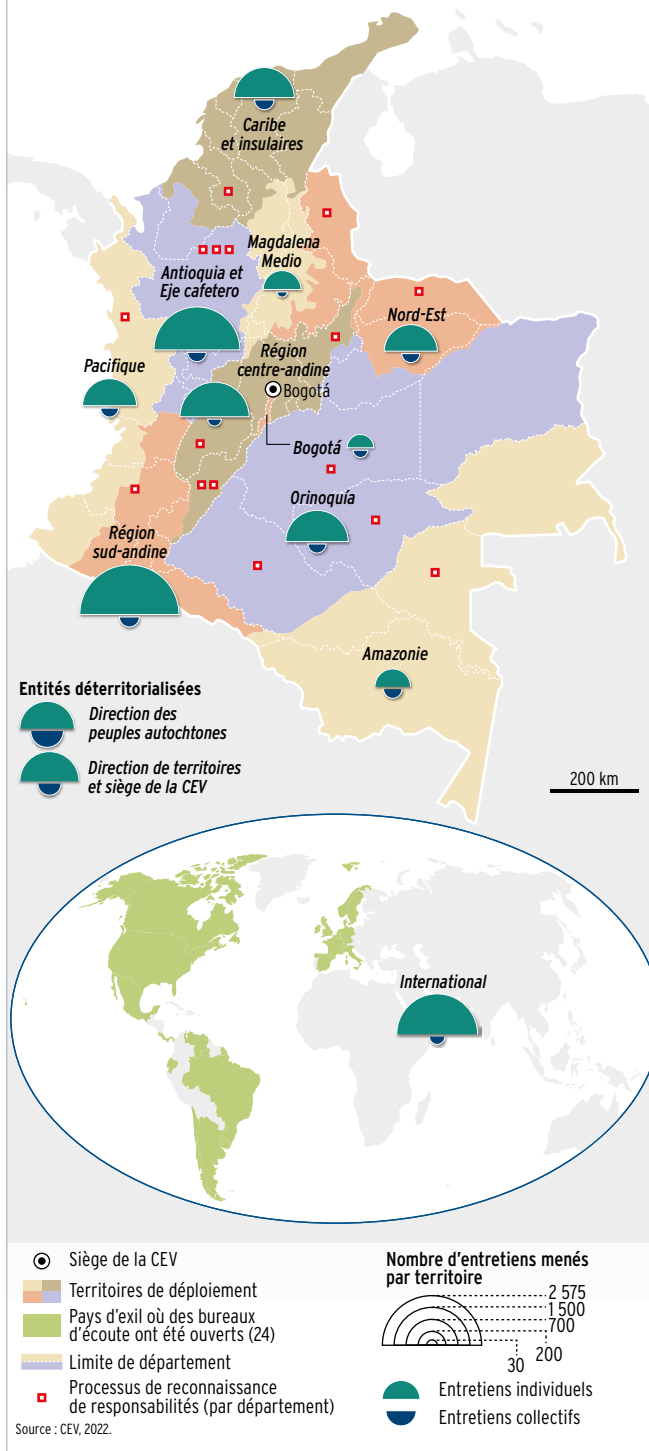 Caribe
et insulaires
Magdalena
Medio
Antioquia et
Eje cafetero
Nord-Est
Région
centre-andine
Pacifique
Bogotá
Bogotá
Orinoquía
Région
sud-andine
Amazonie
Entités déterritorialisées
Direction des
peuples autochtones
Direction de territoires
et siège de la CEV
200 km
International
Siège de la CEV
Territoires de déploiement
Pays d'exil où des bureaux
d'écoute ont été ouverts (24)
Limite de département
Processus de reconnaissance
de responsabilités (par département)
Source : CEV, 2022.
Nombre d'entretiens menés
par territoire
2 575
1 500
700
200
30
Entretiens individuels
Entretiens collectifs